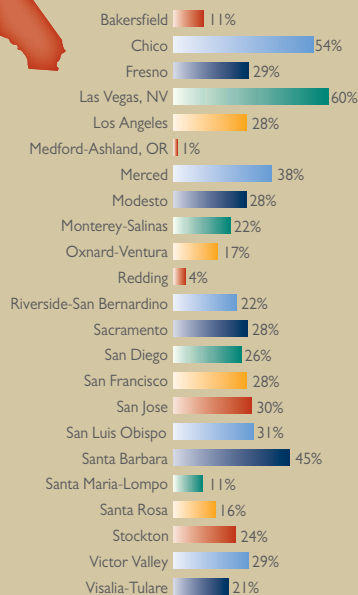 Bakersfield 11%
Chico 54%
Fresno 29%
Las Vegas, NV 60%
Los Angeles 28%
Medford-Ashland, OR 1%
Merced 38%
Modesto 28%
Monterey-Salinas 22%
Oxnard-Ventura 17%
Redding 4%
Riverside-San Bernardino 22%
Sacramento 28%
San Diego 26%
San Francisco 28%
San Jose 30%
San Luis Obispo 31%
Santa Barbara 45%
Santa Maria-Lompo 11%
Santa Rosa 16%
Stockton 24%
Victor Valley 29%
Visalia-Tulare 21%